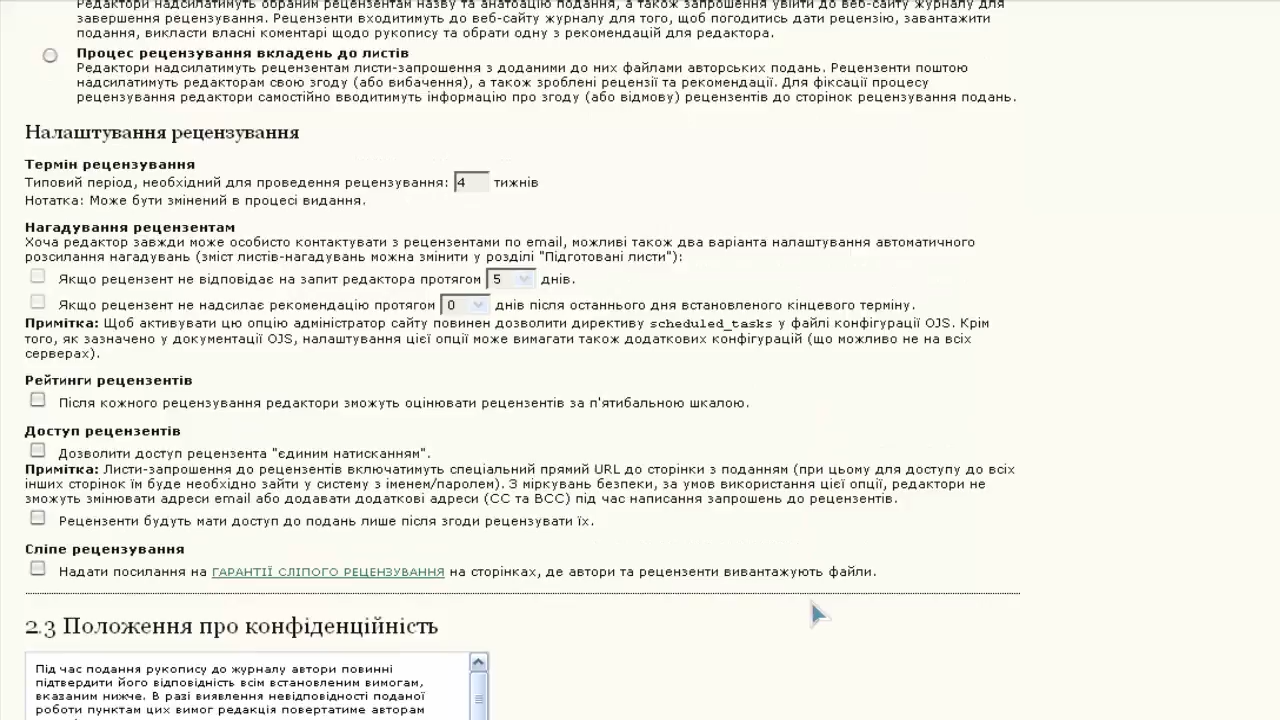 Редактори надсилатимуть обраним рецензентам назву та анатоацію подання, а також запрошення увійти до веб-сайту журналу для
завершення рецензування. Рецензенти входитимуть до веб-сайту журналу для того, щоб погодитись дати рецензію, завантажити
подання, викласти власні коментарі щодо рукопису та обрати одну з рекомендацій для редактора.
Процес рецензування вкладень до листів
Редактори надсилатимуть рецензентам листи-запрошення з доданими до них файлами авторських подань. Рецензенти поштою
надсилатимуть редакторам свою згоду (або вибачення), а також зроблені рецензії та рекомендації. Для фіксації процесу
рецензування редактори самостійно вводитимуть інформацію про згоду (або відмову) рецензентів до сторінок рецензування подань.
Налаштування рецензування
Термін рецензування
Типовий період, необхідний для проведення рецензування: 4 тижнів
Нотатка: Може бути змінений в процесі видання.
Нагадування рецензентам
Хоча редактор завжди може особисто контактувати з рецензентами по email, можливі також два варіанта налаштування автоматичного
розсилання нагадувань (зміст листів-нагадувань можна змінити у розділі "Підготовані листи"):
Якщо рецензент не відповідає на запит редактора протягом 5 днів.
Якщо рецензент не надсилає рекомендацію протягом 0 днів після останнього дня встановленого кінцевого терміну.
Примітка: Щоб активувати цю опцію адміністратор сайту повинен дозволити директиву scheduled_tasks у файлі конфігурації OJS. Крім
того, як зазначено у документації OJS, налаштування цієї опції може вимагати також додаткових конфігурацій (що можливо не на всіх
серверах).
Рейтинги рецензентів
Після кожного рецензування редактори зможуть оцінювати рецензентів за п'ятибальною шкалою.
Доступ рецензентів
Дозволити доступ рецензента "єдиним натисканням".
Примітка: Листи-запрошення до рецензентів включатимуть спеціальний прямий URL до сторінки з поданням (при цьому для доступу до всіх
інших сторінок їм буде необхідно зайти у систему з іменем/паролем). З міркувань безпеки, за умов використання цієї опції, редактори не
зможуть змінювати адреси email або додавати додаткові адреси (CC та BCC) під час написання запрошень до рецензентів.
Рецензенти будуть мати доступ до подань лише після згоди рецензувати їх.
Сліпе рецензування
Надати посилання на ГАРАНТІЇ СЛІПОГО РЕЦЕНЗУВАННЯ на сторінках, де автори та рецензенти вивантажують файли.
2.3 Положення про конфіденційність
Під час подання рукопису до журналу автори повинні
підтвердити його відповідність всім встановленим вимогам,
вказаним нижче. В разі виявлення невідповідності поданої
роботи пунктам цих вимог редакція повертатиме авторам